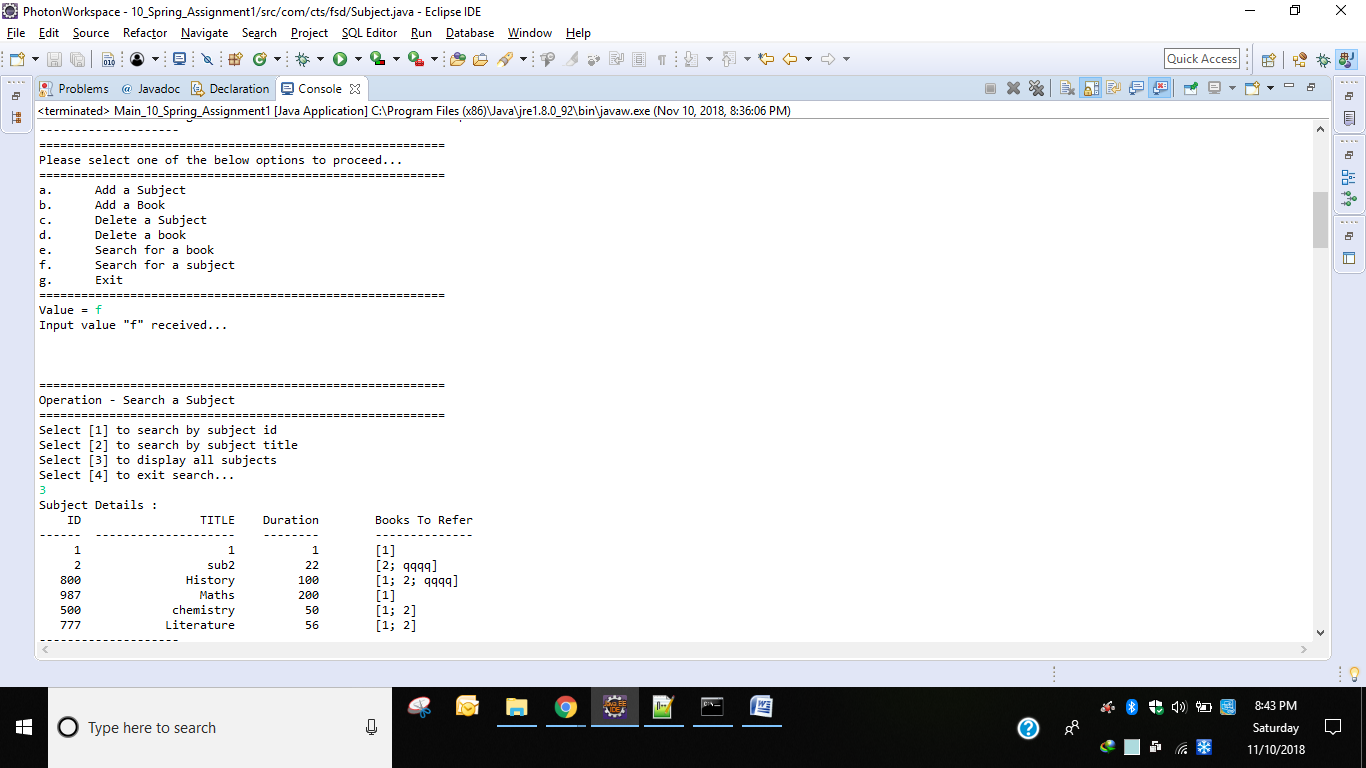 PhotonWorkspace - 10_Spring_Assignment1/src/com/cts/fsd/Subject.java - Eclipse IDE
File Edit Source Refactor Navigate Search Project SQL Editor Run Database Window Help
Quick Access
Problems @ Javadoc Declaration Console
<terminated> Main_10_Spring_Assignment1 [Java Application] C:\Program Files (x86)\Java\jre1.8.0_92\bin\javaw.exe (Nov 10, 2018, 8:36:06 PM)
--------------------
==========================================================
Please select one of the below options to proceed...
==========================================================
a. Add a Subject
b. Add a Book
c. Delete a Subject
d. Delete a book
e. Search for a book
f. Search for a subject
g. Exit
==========================================================
Value = f
Input value "f" received...
==========================================================
Operation - Search a Subject
==========================================================
Select [1] to search by subject id
Select [2] to search by subject title
Select [3] to display all subjects
Select [4] to exit search...
3
Subject Details :
ID TITLE Duration Books To Refer
------ -------------------- -------- --------------
1 1 1 [1]
2 sub2 22 [2; qqqq]
800 History 100 [1; 2; qqqq]
987 Maths 200 [1]
500 chemistry 50 [1; 2]
777 Literature 56 [1; 2]
--------------------
Type here to search
8:43 PM
Saturday
11/10/2018